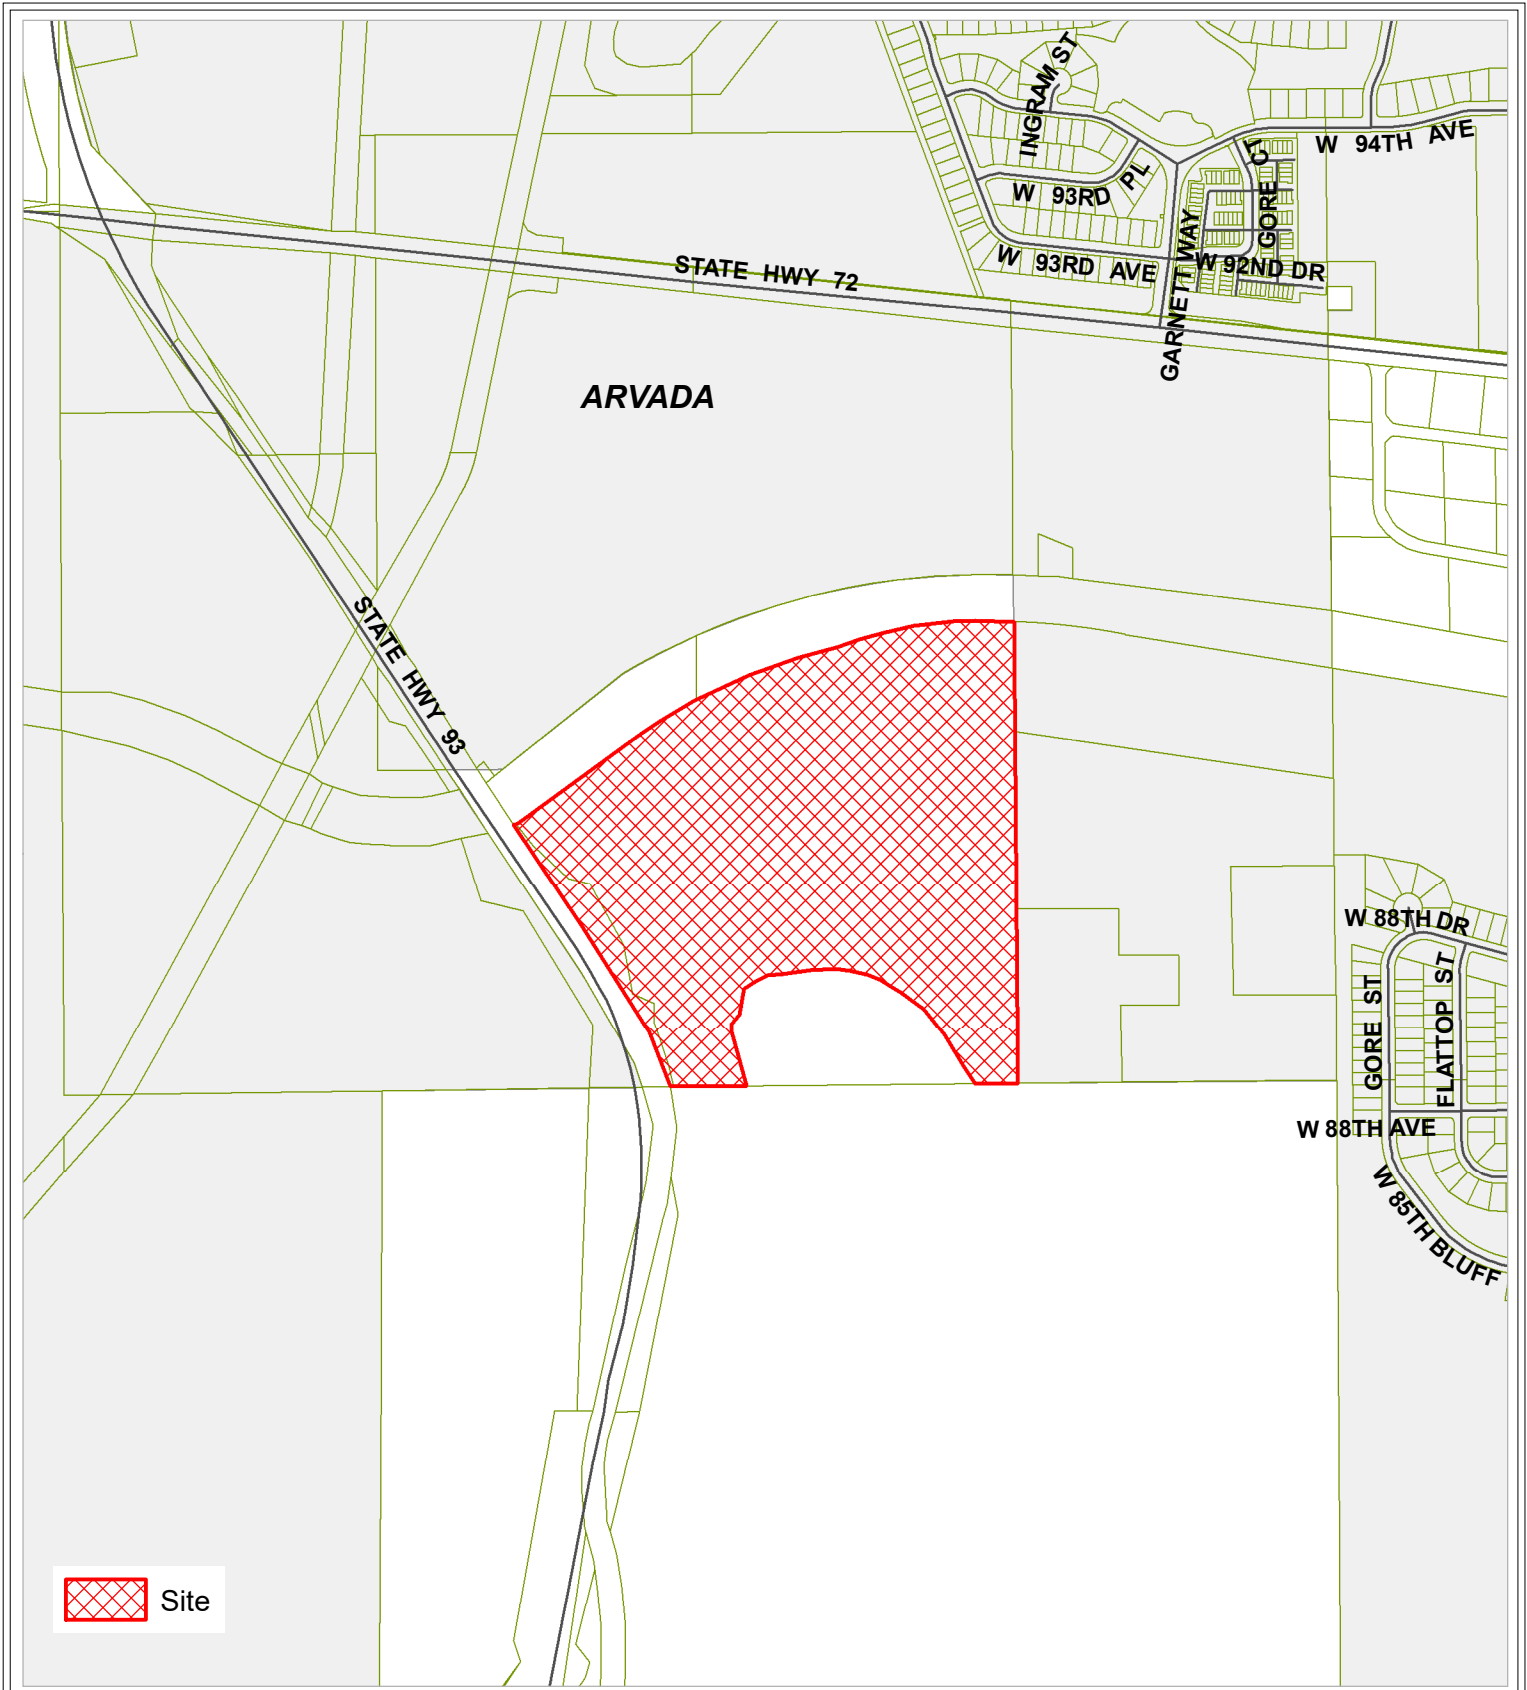 INGRAM ST
W 94TH AVE
W 93RD PL
GORE CT
GARNETT WAY
W 93RD AVE
W 92ND DR
STATE HWY 72
ARVADA
STATE HWY 93
W 88TH DR
GORE ST
FLATTOP ST
W 88TH AVE
W 85TH BLUFF
Site